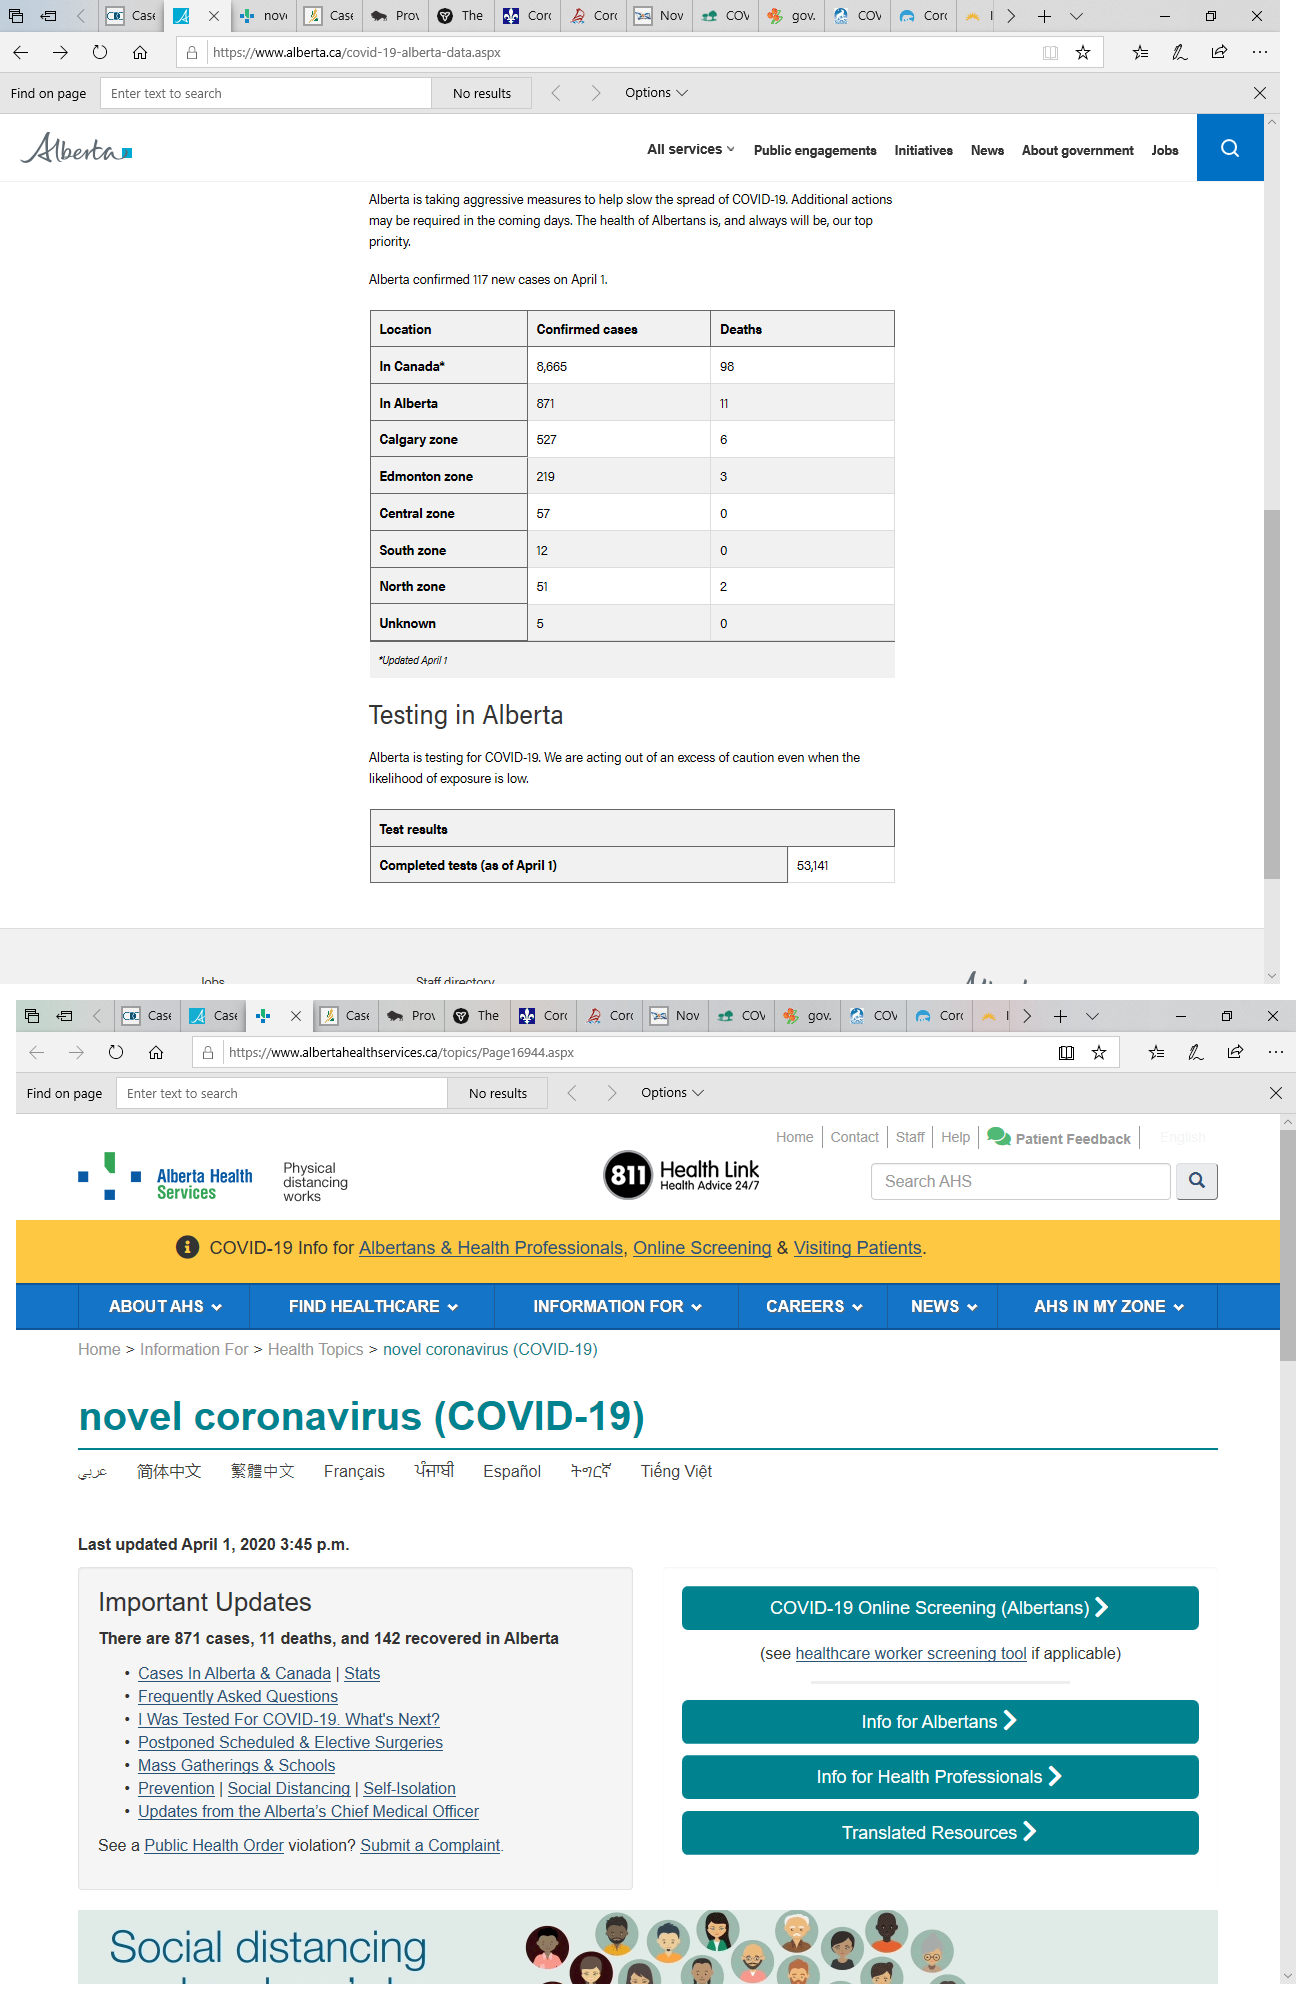 Case
nov
Case
Prov
The
Corc
Corc
Nov
COV
gov.
COV
Corc
https://www.alberta.ca/covid-19-alberta-data.aspx
Find on page
Enter text to search
No results
Options
Alberta
All services
Public engagements
Initiatives
News
About government
Jobs
Alberta is taking aggressive measures to help slow the spread of COVID-19. Additional actions
may be required in the coming days. The health of Albertans is, and always will be, our top
priority.
Alberta confirmed 117 new cases on April 1.
Location Confirmed cases Deaths
In Canada* 8,665 98
In Alberta 871 11
Calgary zone 527 6
Edmonton zone 219 3
Central zone 57 0
South zone 12 0
North zone 51 2
Unknown 5 0
*Updated April 1
Testing in Alberta
Alberta is testing for COVID-19. We are acting out of an excess of caution even when the
likelihood of exposure is low.
Test results
Completed tests (as of April 1) 53,141
Jobs Staff directory
Case
Case
Case
Prov
The
Corc
Corc
Nov
COV
gov.
COV
Corc
https://www.albertahealthservices.ca/topics/Page16944.aspx
Find on page
Enter text to search
No results
Options
Home
Contact
Staff
Help
Patient Feedback
English
Alberta Health
Services
Physical
distancing
works
811
Health Link
Health Advice 24/7
Search AHS
COVID-19 Info for Albertans & Health Professionals, Online Screening & Visiting Patients.
ABOUT AHS
FIND HEALTHCARE
INFORMATION FOR
CAREERS
NEWS
AHS IN MY ZONE
Home > Information For > Health Topics > novel coronavirus (COVID-19)
novel coronavirus (COVID-19)
عربي 简体中文 繁體中文 Français ਪੰਜਾਬੀ Español ትግርኛ Tiếng Việt
Last updated April 1, 2020 3:45 p.m.
Important Updates
There are 871 cases, 11 deaths, and 142 recovered in Alberta
• Cases In Alberta & Canada | Stats
• Frequently Asked Questions
• I Was Tested For COVID-19. What's Next?
• Postponed Scheduled & Elective Surgeries
• Mass Gatherings & Schools
• Prevention | Social Distancing | Self-Isolation
• Updates from the Alberta's Chief Medical Officer
See a Public Health Order violation? Submit a Complaint.
COVID-19 Online Screening (Albertans)
(see healthcare worker screening tool if applicable)
Info for Albertans
Info for Health Professionals
Translated Resources
Social distancing